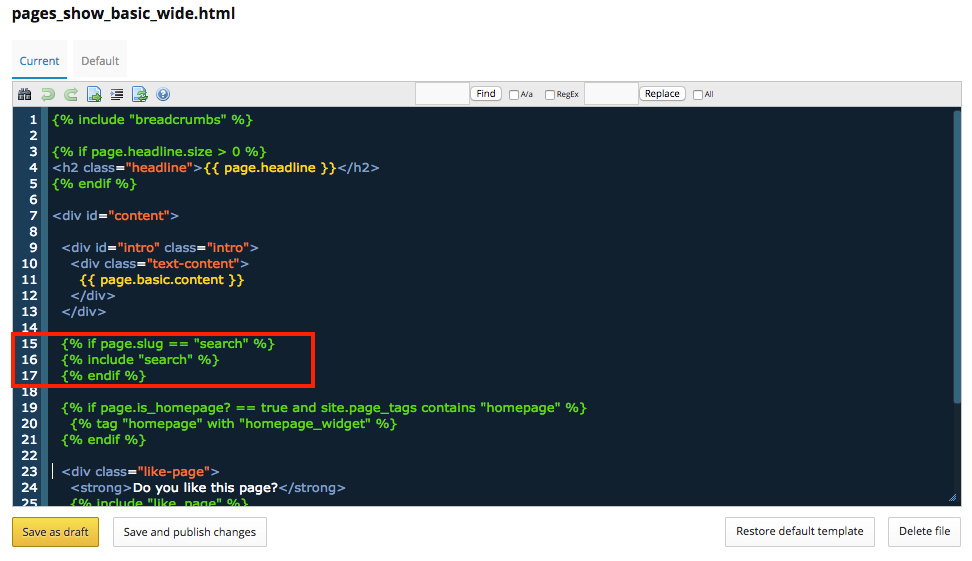 pages_show_basic_wide.html
Current Default
Find A/a RegEx Replace All
1 {% include "breadcrumbs" %}
2
3 {% if page.headline.size > 0 %}
4 <h2 class="headline">{{ page.headline }}</h2>
5 {% endif %}
6
7 <div id="content">
8
9 <div id="intro" class="intro">
10 <div class="text-content">
11 {{ page.basic.content }}
12 </div>
13 </div>
14
15 {% if page.slug == "search" %}
16 {% include "search" %}
17 {% endif %}
18
19 {% if page.is_homepage? == true and site.page_tags contains "homepage" %}
20 {% tag "homepage" with "homepage_widget" %}
21 {% endif %}
22
23 <div class="like-page">
24 <strong>Do you like this page?</strong>
25 {% include "like_page" %}
Save as draft Save and publish changes Restore default template Delete file